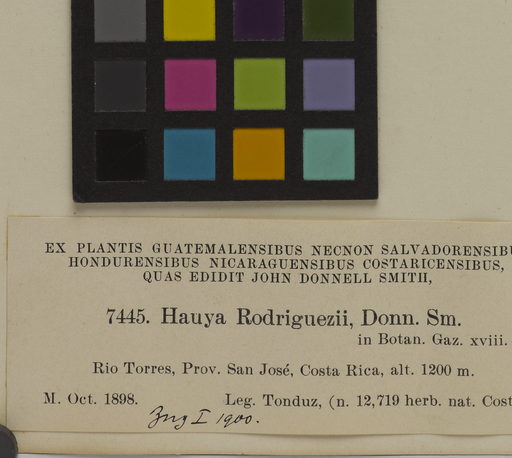 EX PLANTIS GUATEMALENSIBUS NECNON SALVADORENSIBU
HONDURENSIBUS NICARAGUENSIBUS COSTARICENSIBUS,
QUAS EDIDIT JOHN DONNELL SMITH,
7445. Hauya Rodriguezii, Donn. Sm.
in Botan. Gaz. xviii.
Rio Torres, Prov. San José, Costa Rica, alt. 1200 m.
M. Oct. 1898. Leg. Tonduz, (n. 12,719 herb. nat. Cost
I 1900.